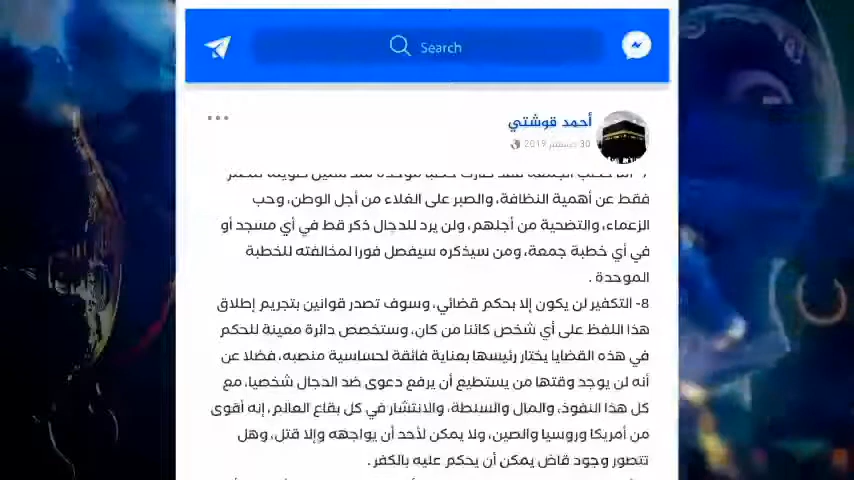 Search
أحمد قوشتي
30 ديسمبر 2019
فقط عن أهمية النظافة، والصبر على الغلاء من أجل الوطن، وحب
الزعماء، والتضحية من أجلهم، ولن يرد للدجال ذكر قط في أي مسجد أو
في أي خطبة جمعة، ومن سيذكره سيفصل فورا لمخالفته للخطبة
الموحدة .
8- التكفير لن يكون إلا بحكم قضائي، وسوف تصدر قوانين بتجريم إطلاق
هذا اللفظ على أي شخص كائنا من كان، وستخصص دائرة معينة للحكم
في هذه القضايا يختار رئيسها بعناية فائقة لحساسية منصبه، فضلا عن
أنه لن يوجد وقتها من يستطيع أن يرفع دعوى ضد الدجال شخصيا، مع
كل هذا النفوذ، والمال والسلطة، والانتشار في كل بقاع العالم، إنه أقوى
من أمريكا وروسيا والصين، ولا يمكن لأحد أن يواجهه وإلا قتل، وهل
تتصور وجود قاض يمكن أن يحكم عليه بالكفر .